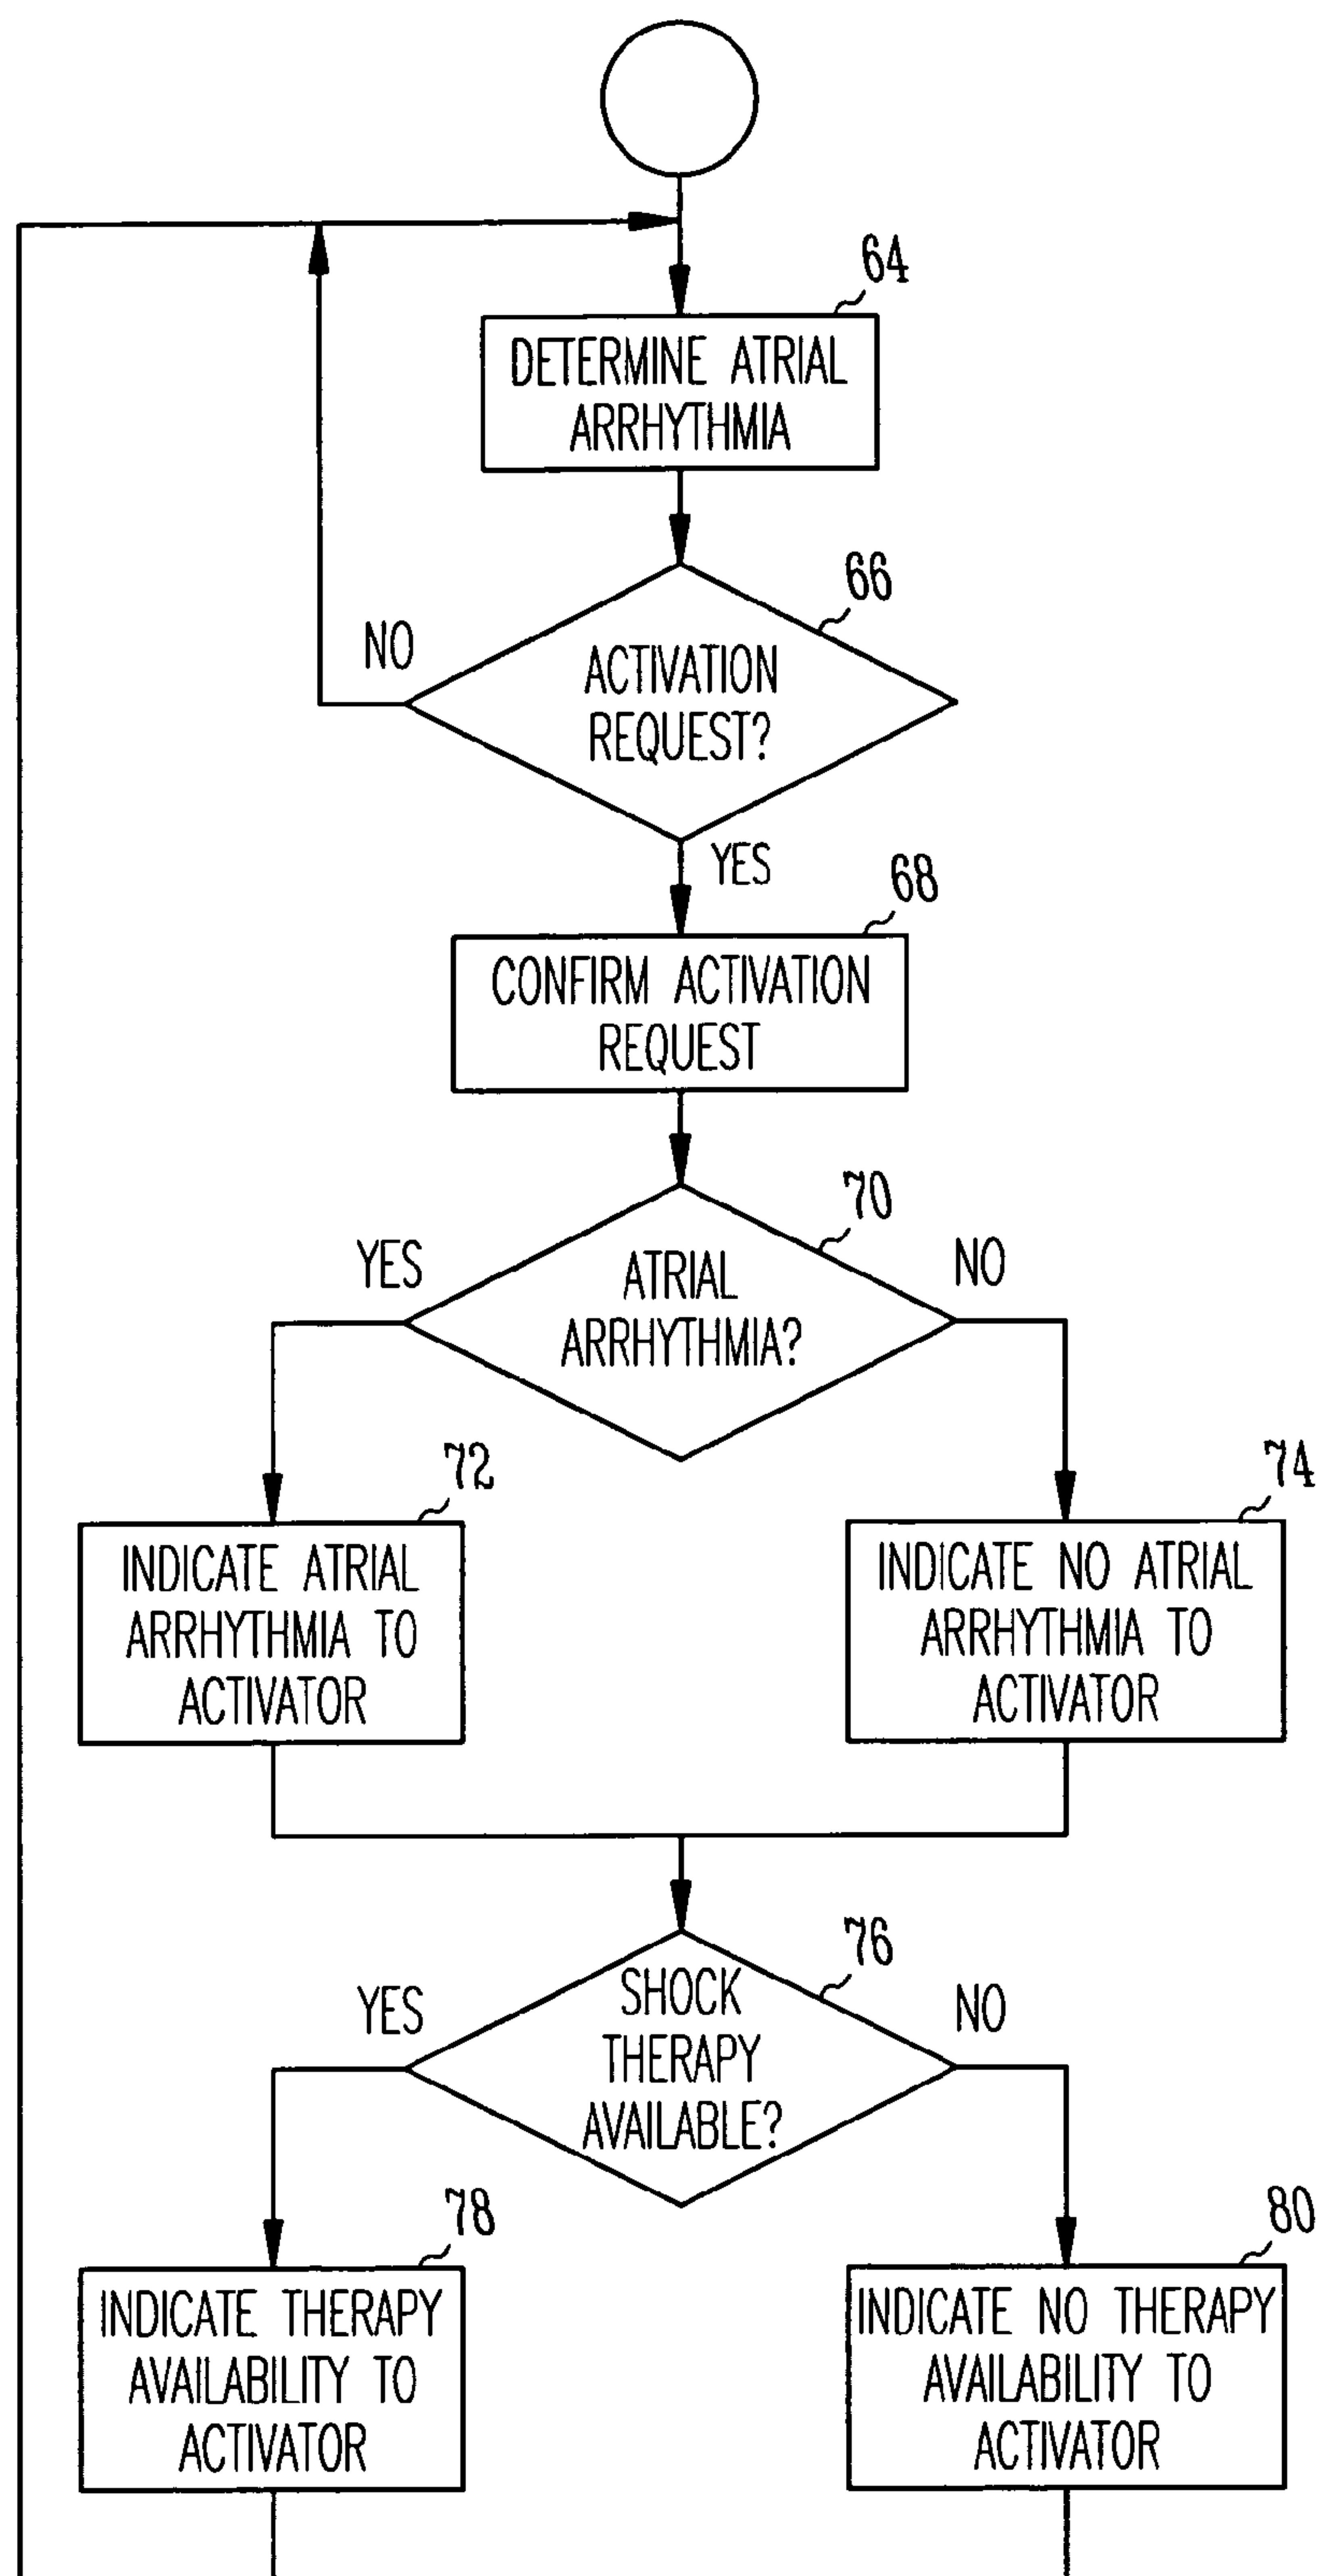 64
DETERMINE ATRIAL
ARRHYTHMIA
66
NO
ACTIVATION
REQUEST?
YES
68
CONFIRM ACTIVATION
REQUEST
70
YES
NO
ATRIAL
ARRHYTHMIA?
72
74
INDICATE ATRIAL
ARRHYTHMIA TO
ACTIVATOR
INDICATE NO ATRIAL
ARRHYTHMIA TO
ACTIVATOR
76
YES
NO
SHOCK
THERAPY
AVAILABLE?
78
80
INDICATE THERAPY
AVAILABILITY TO
ACTIVATOR
INDICATE NO THERAPY
AVAILABILITY TO
ACTIVATOR